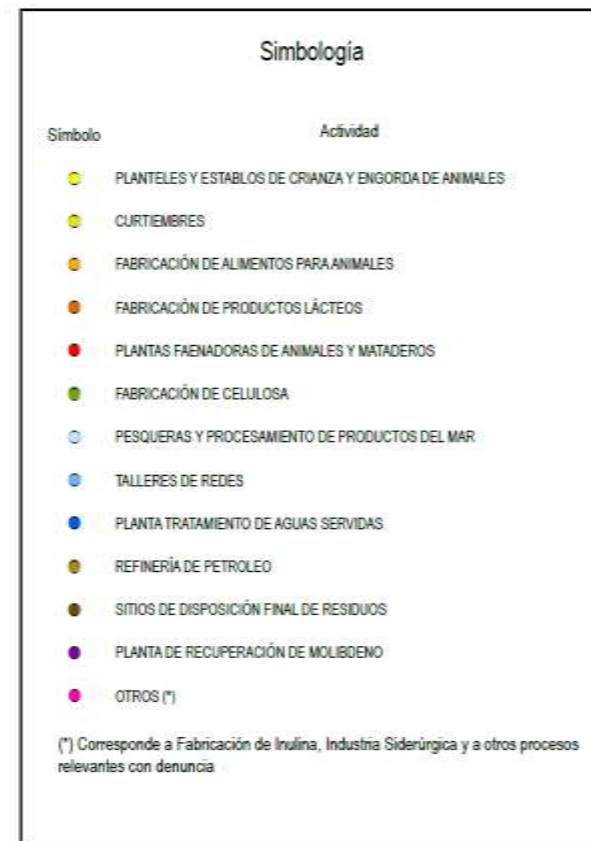 Simbología
Símbolo Actividad
PLANTELES Y ESTABLOS DE CRIANZA Y ENGORDA DE ANIMALES
CURTIEMBRES
FABRICACIÓN DE ALIMENTOS PARA ANIMALES
FABRICACIÓN DE PRODUCTOS LÁCTEOS
PLANTAS FAENADORAS DE ANIMALES Y MATADEROS
FABRICACIÓN DE CELULOSA
PESQUERAS Y PROCESAMIENTO DE PRODUCTOS DEL MAR
TALLERES DE REDES
PLANTA TRATAMIENTO DE AGUAS SERVIDAS
REFINERÍA DE PETROLEO
SITIOS DE DISPOSICIÓN FINAL DE RESIDUOS
PLANTA DE RECUPERACIÓN DE MOLIBDENO
OTROS (*)
(*) Corresponde a Fabricación de Inulina, Industria Siderúrgica y a otros procesos
relevantes con denuncia